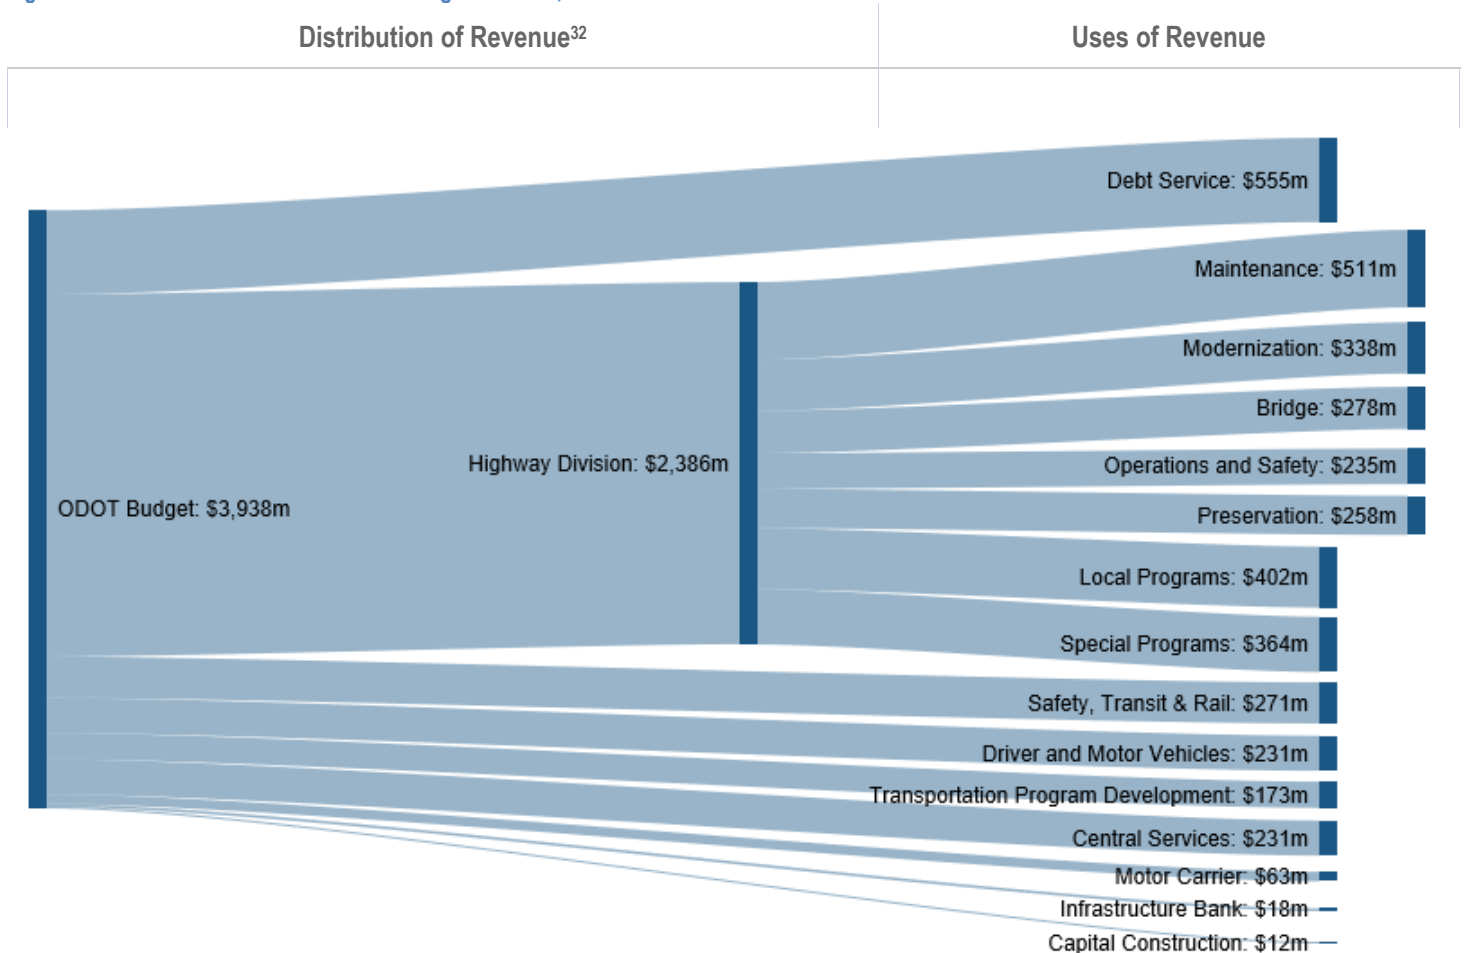 Distribution of Revenue32
Uses of Revenue
Debt Service: $555m
Maintenance: $511m
Modernization: $338m
Bridge: $278m
Highway Division: $2,386m
Operations and Safety: $235m
ODOT Budget: $3,938m
Preservation: $258m
Local Programs: $402m
Special Programs: $364m
Safety, Transit & Rail: $271m
Driver and Motor Vehicles: $231m
Transportation Program Development: $173m
Central Services: $231m
Motor Carrier: $63m
Infrastructure Bank: $18m
Capital Construction: $12m